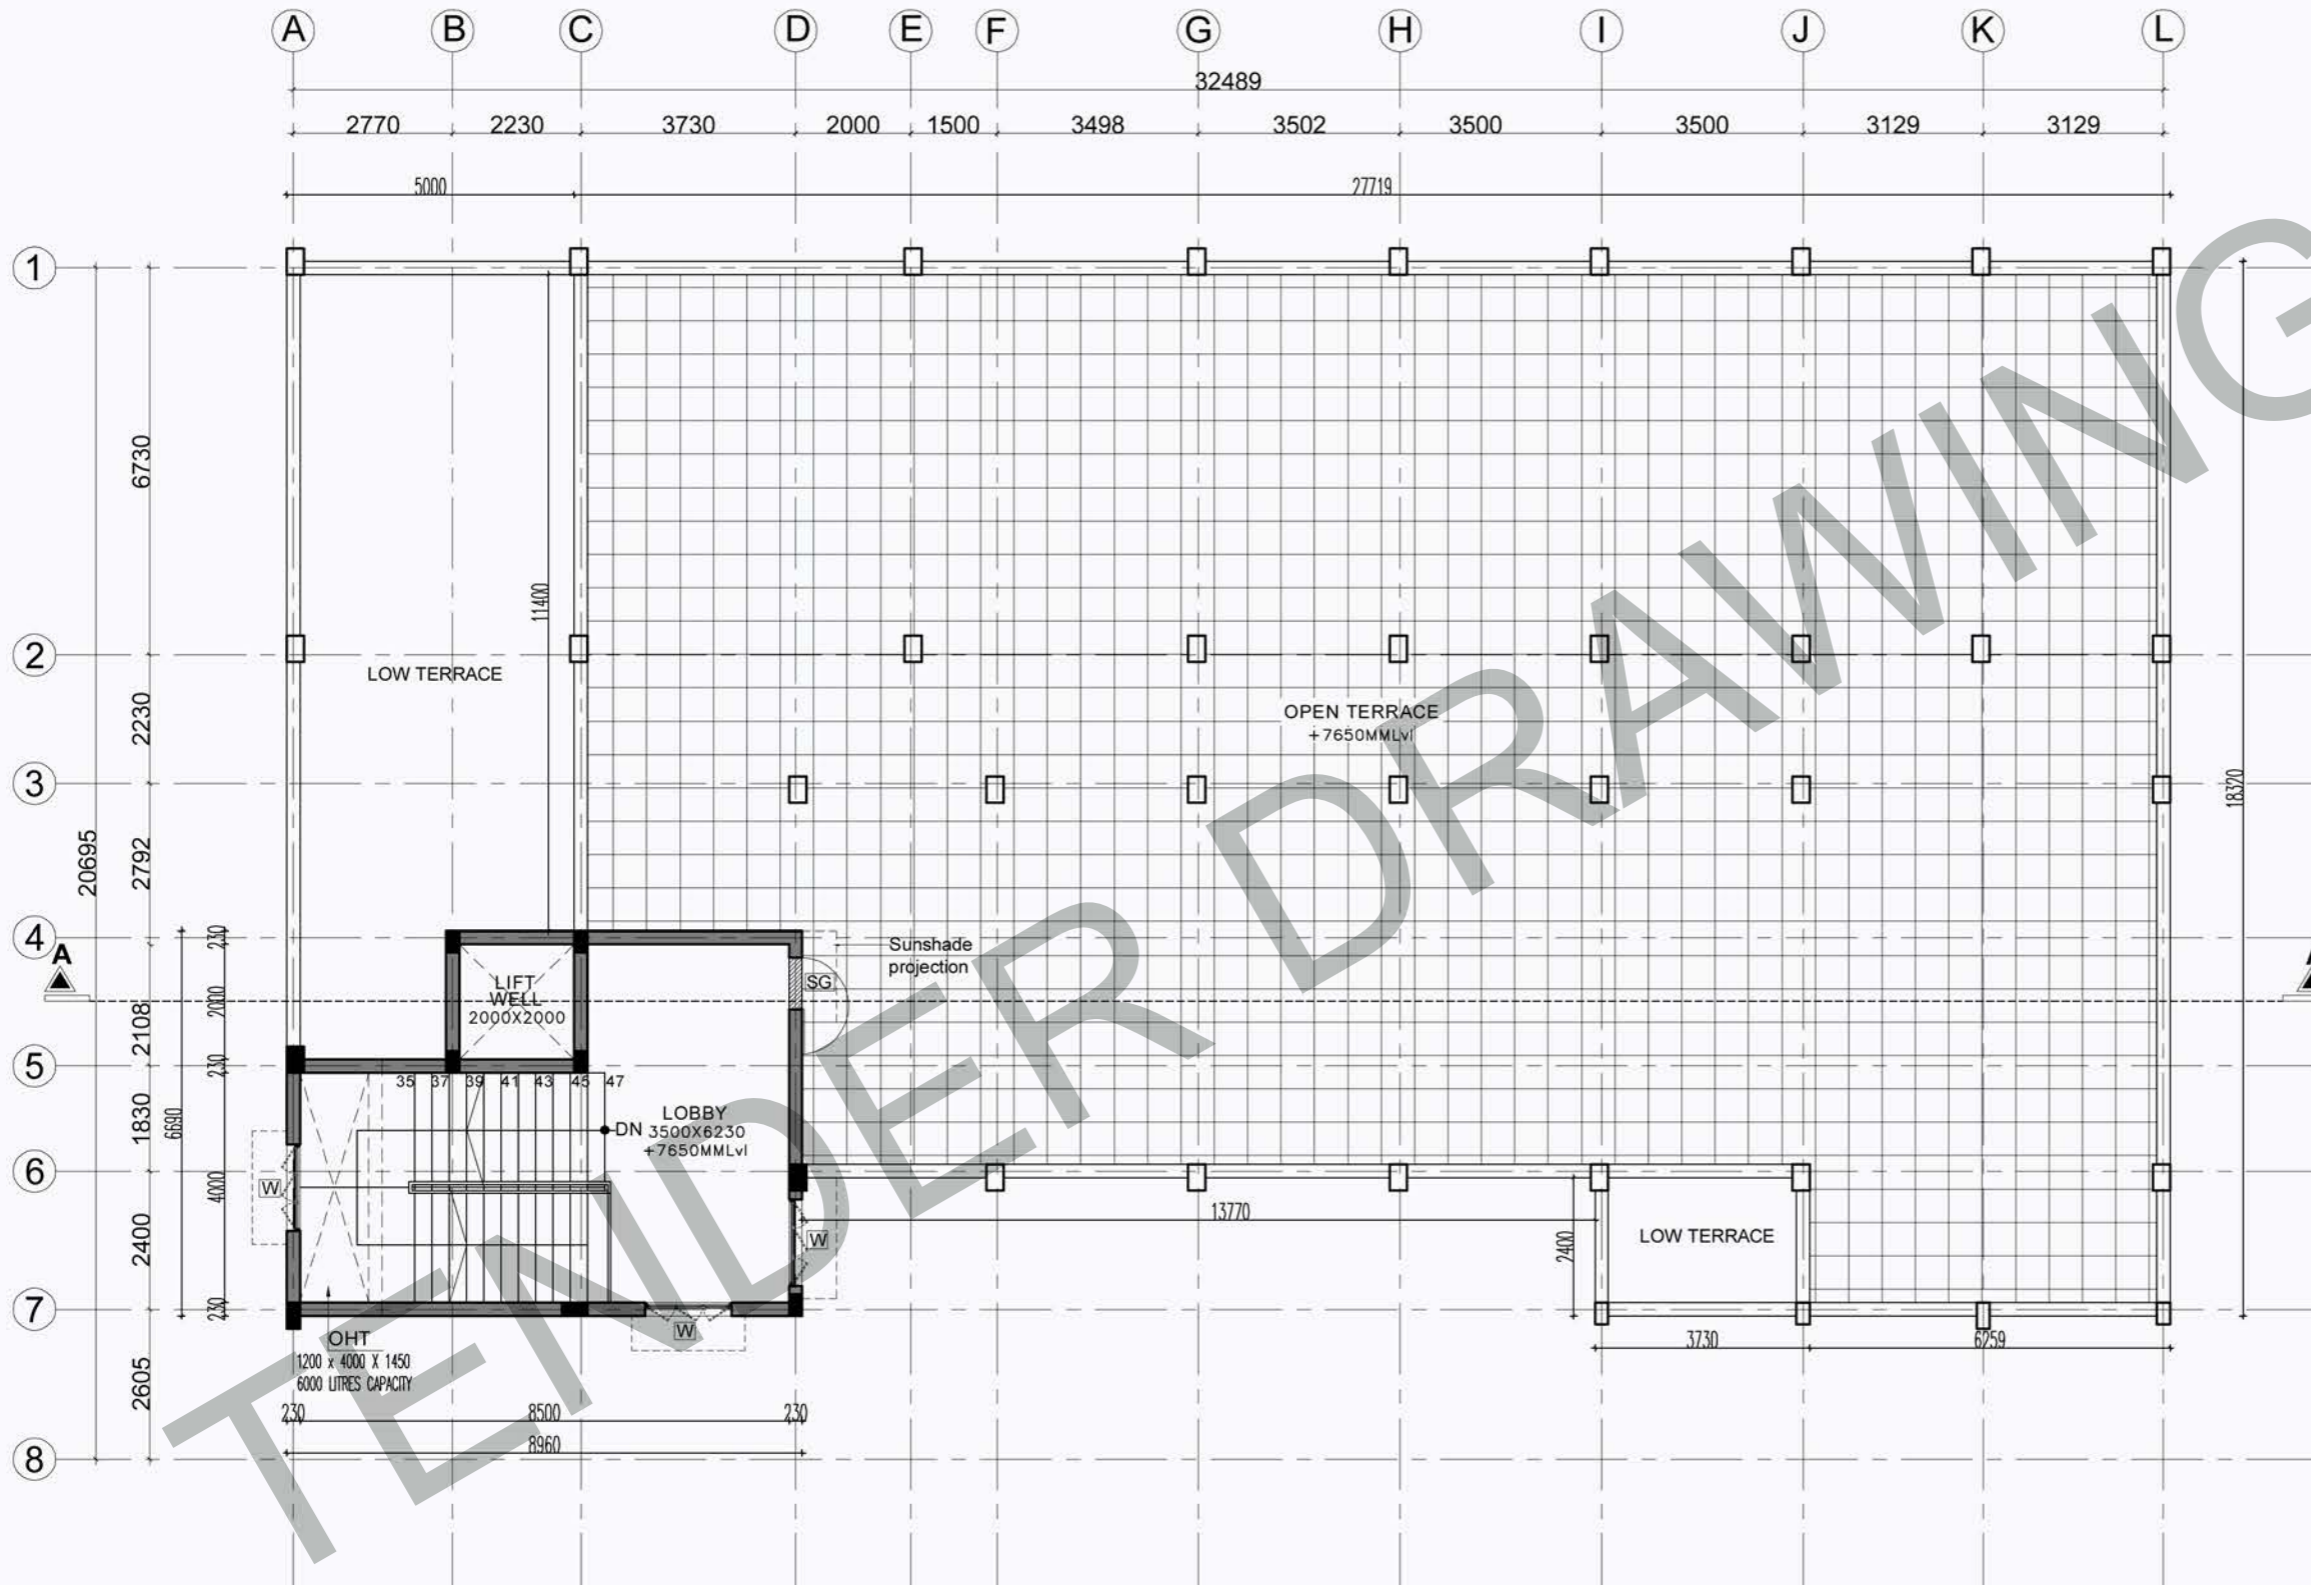 A B C D E F G H I J K L
32489
2770 2230 3730 2000 1500 3498 3502 3500 3500 3129 3129
5000 27719
1
6730
11400
2
LOW TERRACE
2230
OPEN TERRACE
+7650MMLvl
3
18320
20695
2792
4
A
230
Sunshade
projection
SG
LIFT
WELL
2000X2000
2000
2108
5
230
35 37 39 41 43 45 47
LOBBY
DN 3500X6230
+7650MMLvl
1830
6690
6
W
4000
13770
2400
LOW TERRACE
W
2400
7
230
W
OHT
1200 x 4000 X 1450
6000 LITRES CAPACITY
3730 6259
2605
230 8500 230
8960
8
TENDER DRAWING